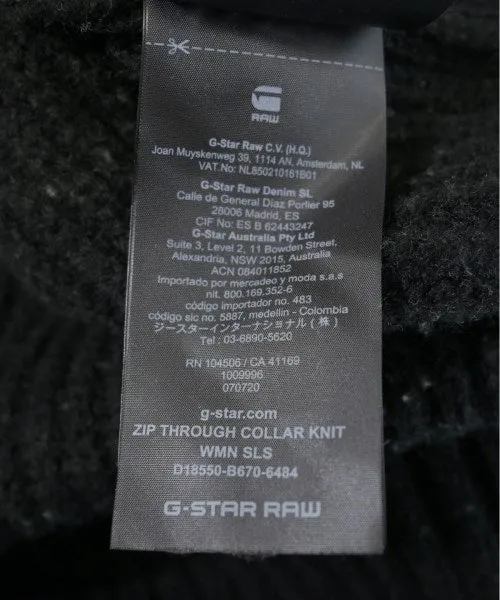 RAW
G-Star Raw C.V. (H.Q.)
Joan Muyskenweg 39, 1114 AN, Amsterdam, NL
VAT.No: NL850210161B01
G-Star Raw Denim SL
Calle de General Diaz Porlier 95
28006 Madrid, ES
CIF No: ES B 62443247
G-Star Australia Pty Ltd
Suite 3, Level 2, 11 Bowden Street,
Alexandria, NSW 2015, Australia
ACN 084011852
Importado por mercadeo y moda s.a.s
nit. 800.169.352-6
código importador no. 483
código sic no. 5887, medellin - Colombia
ジースターインターナショナル(株)
Tel : 03-6890-5620
RN 104506 / CA 41169
1009996
070720
g-star.com
ZIP THROUGH COLLAR KNIT
WMN SLS
D18550-B670-6484
G-STAR RAW